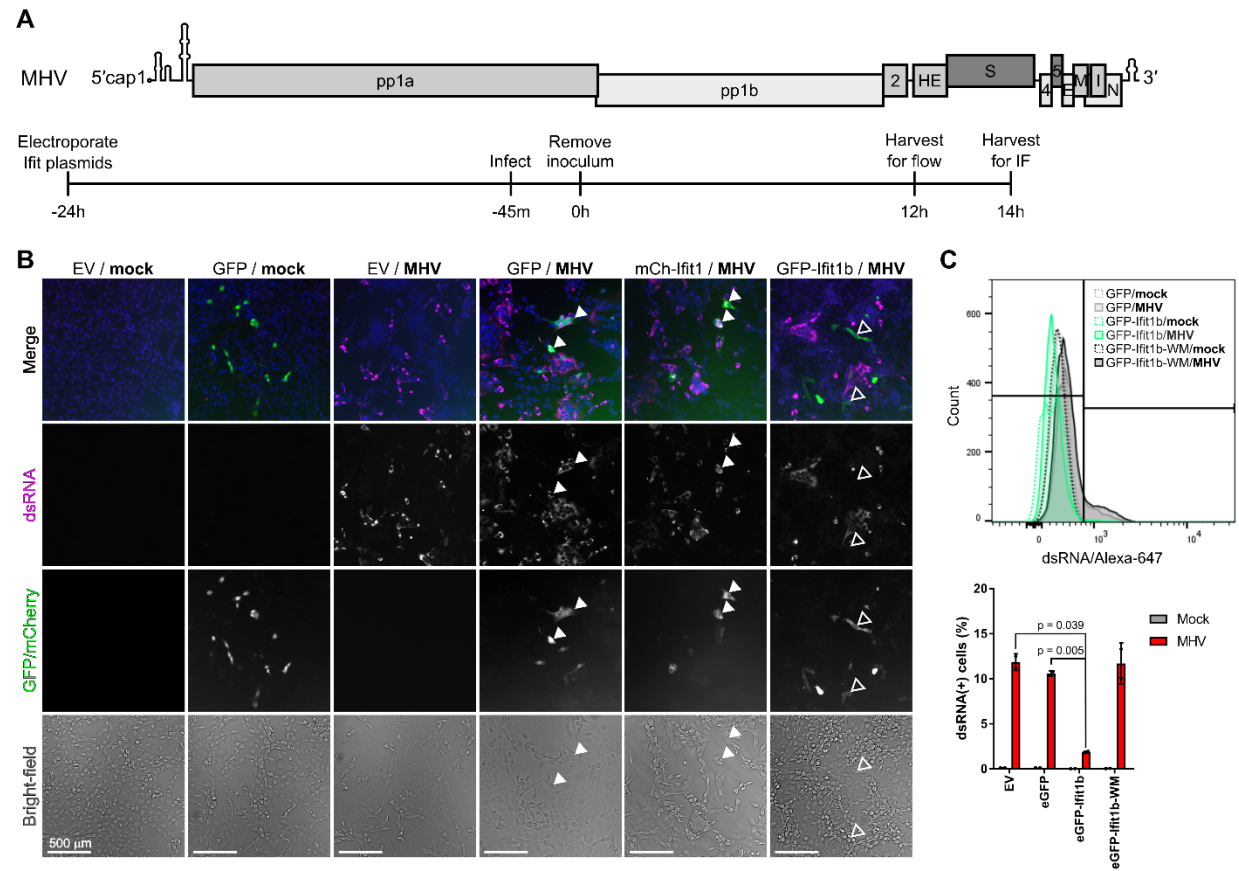 A
MHV
5′cap1
pp1a
pp1b
2
HE
S
4
5
E
M
I
N
3′
Electroporate
Ifit plasmids
Infect
Remove
inoculum
Harvest
for flow
Harvest
for IF
-24h
-45m
0h
12h
14h
B
EV / mock
GFP / mock
EV / MHV
GFP / MHV
mCh-Ifit1 / MHV
GFP-Ifit1b / MHV
Merge
dsRNA
GFP/mCherry
Bright-field
500 µm
C
GFP/mock
GFP/MHV
GFP-Ifit1b/mock
GFP-Ifit1b/MHV
GFP-Ifit1b-WM/mock
GFP-Ifit1b-WM/MHV
Count
600
400
200
0
0
10³
10⁴
dsRNA/Alexa-647
dsRNA(+) cells (%)
20
15
10
5
0
p = 0.039
p = 0.005
Mock
MHV
EV
eGFP
eGFP-Ifit1b
eGFP-Ifit1b-WM